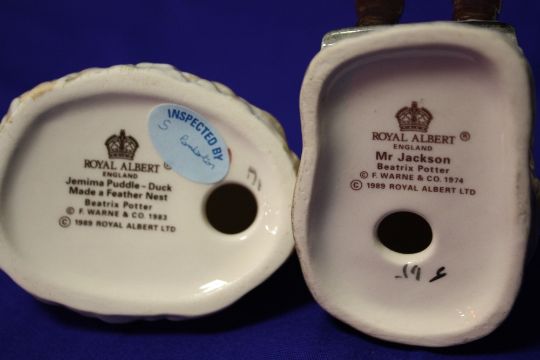 ROYAL ALBERT ®
ENGLAND
Jemima Puddle-Duck
Made a Feather Nest
Beatrix Potter
© F. WARNE & CO. 1983
© 1989 ROYAL ALBERT LTD
INSPECTED BY
S
ROYAL ALBERT ®
ENGLAND
Mr Jackson
Beatrix Potter
© F. WARNE & CO. 1974
© 1989 ROYAL ALBERT LTD